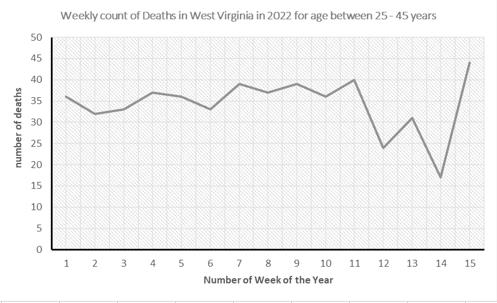 Weekly count of Deaths in West Virginia in 2022 for age between 25 - 45 years
number of deaths
50
45
40
35
30
25
20
15
10
5
0
1 2 3 4 5 6 7 8 9 10 11 12 13 14 15
Number of Week of the Year